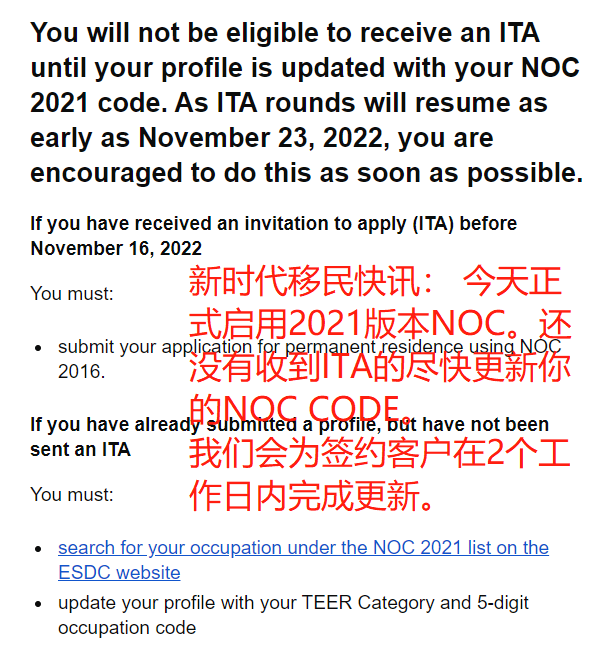 You will not be eligible to receive an ITA
until your profile is updated with your NOC
2021 code. As ITA rounds will resume as
early as November 23, 2022, you are
encouraged to do this as soon as possible.
If you have received an invitation to apply (ITA) before
November 16, 2022
You must:
新时代移民快讯： 今天正
式启用2021版本NOC。还
没有收到ITA的尽快更新你
的NOC CODE。
我们会为签约客户在2个工
作日内完成更新。
submit your application for permanent residence using NOC
2016.
If you have already submitted a profile, but have not been
sent an ITA
You must:
search for your occupation under the NOC 2021 list on the
ESDC website
update your profile with your TEER Category and 5-digit
occupation code